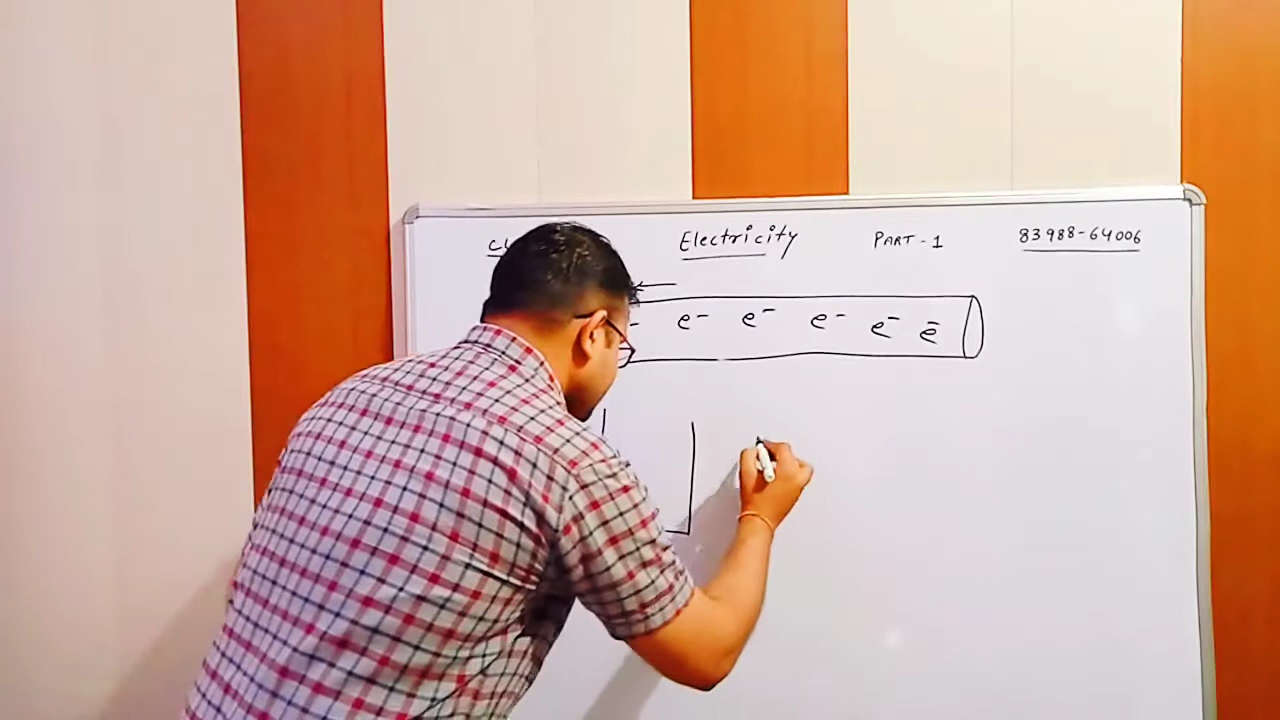 Electricity PART-1 83988-64006
e⁻ e⁻ e⁻ e⁻ e⁻